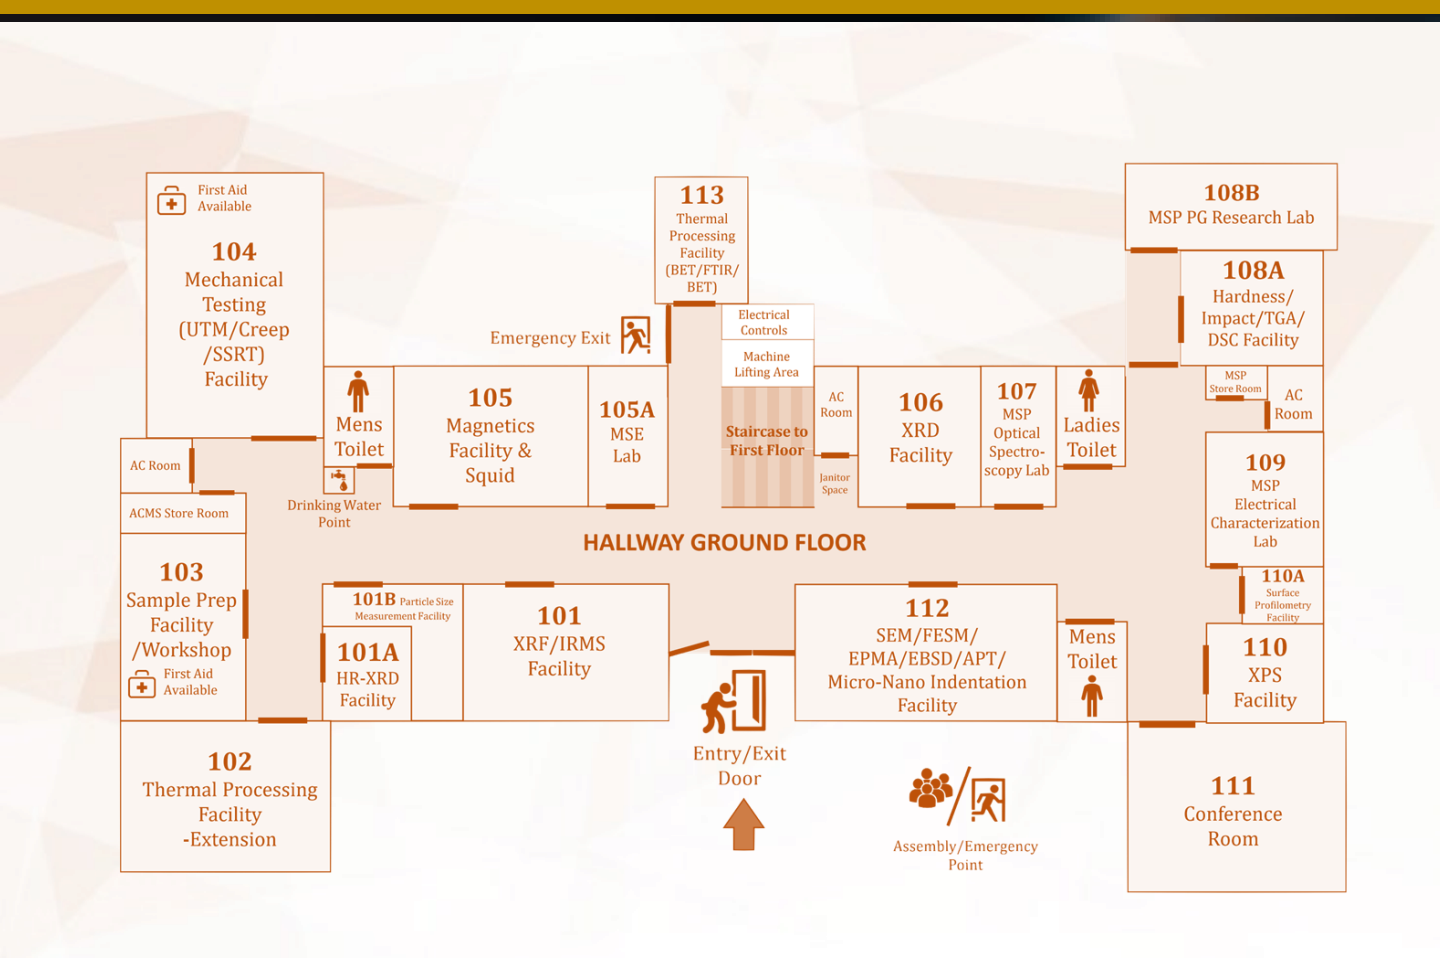 First Aid
Available
104
Mechanical
Testing
(UTM/Creep
/SSRT)
Facility
113
Thermal
Processing
Facility
(BET/FTIR/
BET)
108B
MSP PG Research Lab
108A
Hardness/
Impact/TGA/
DSC Facility
Emergency Exit
Electrical
Controls
Machine
Lifting Area
Staircase to
First Floor
Mens
Toilet
Drinking Water
Point
105
Magnetics
Facility &
Squid
105A
MSE
Lab
AC
Room
Janitor
Space
106
XRD
Facility
107
MSP
Optical
Spectro-
scopy Lab
Ladies
Toilet
MSP
Store Room
AC
Room
AC Room
ACMS Store Room
109
MSP
Electrical
Characterization
Lab
HALLWAY GROUND FLOOR
103
Sample Prep
Facility
/Workshop
First Aid
Available
101B Particle Size
Measurement Facility
101A
HR-XRD
Facility
101
XRF/IRMS
Facility
112
SEM/FESM/
EPMA/EBSD/APT/
Micro-Nano Indentation
Facility
Mens
Toilet
110A
Surface
Profilometry
Facility
110
XPS
Facility
102
Thermal Processing
Facility
-Extension
Entry/Exit
Door
Assembly/Emergency
Point
111
Conference
Room